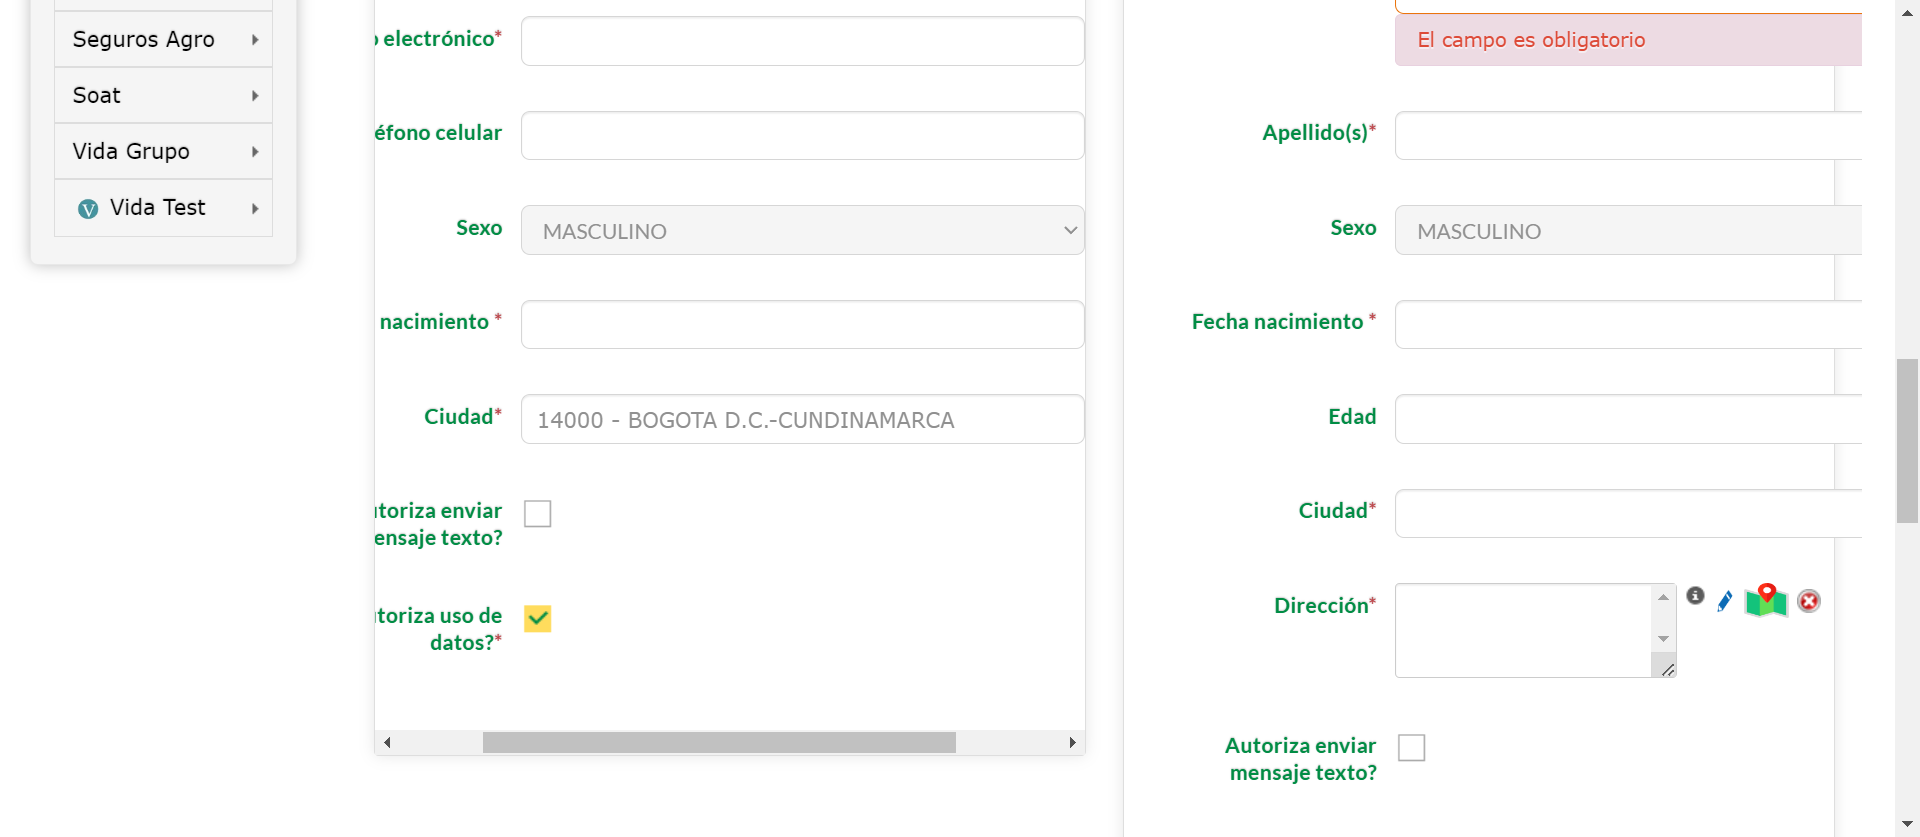 Seguros Agro
Soat
Vida Grupo
V Vida Test
electrónico*
éfono celular
Sexo
MASCULINO
nacimiento *
Ciudad*
14000 - BOGOTA D.C.-CUNDINAMARCA
toriza enviar
ensaje texto?
toriza uso de
datos?*
El campo es obligatorio
Apellido(s)*
Sexo
MASCULINO
Fecha nacimiento *
Edad
Ciudad*
Dirección*
Autoriza enviar
mensaje texto?